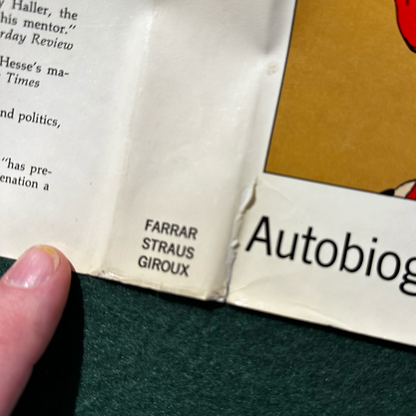 y Haller, the
his mentor."
rday Review
Hesse's ma-
Times
nd politics,
"has pre-
enation a
FARRAR
STRAUS
GIROUX
Autobiog